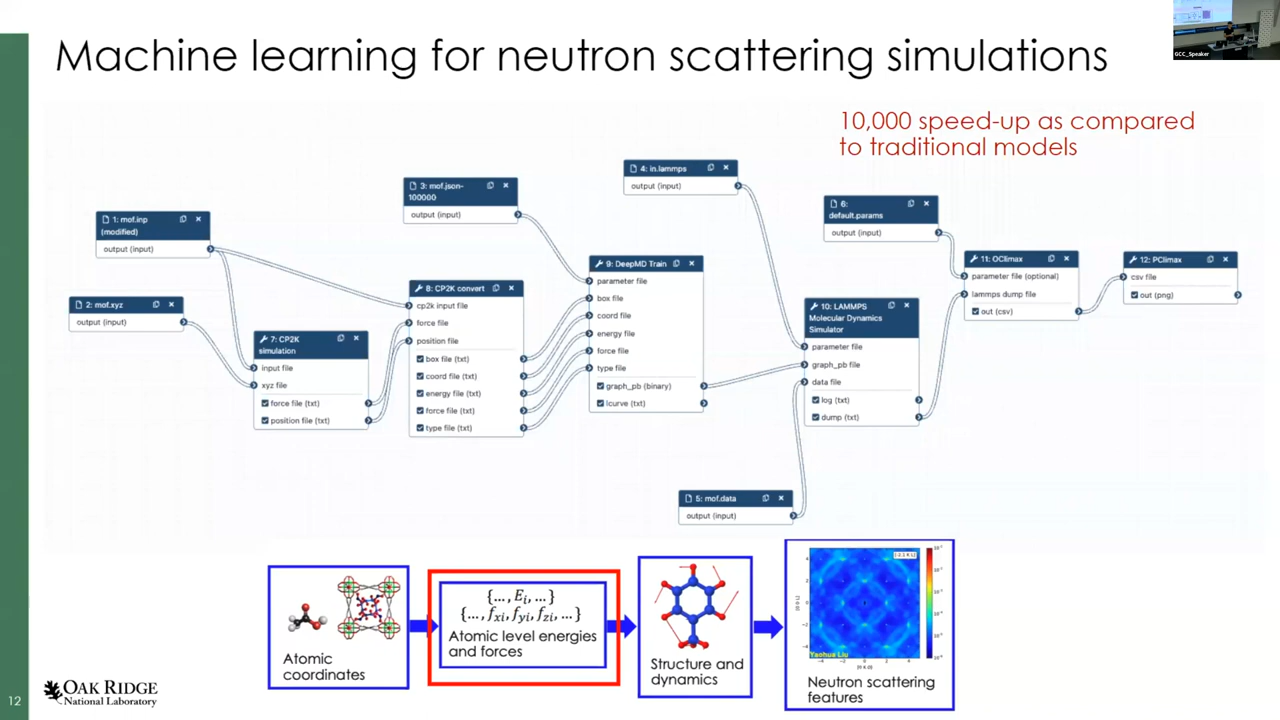 Machine learning for neutron scattering simulations
GCC_Speaker
10,000 speed-up as compared
to traditional models
1: mof.inp
(modified)
output (input)
2: mof.xyz
output (input)
3: mof.json-
100000
output (input)
4: in.lammps
output (input)
6:
default.params
output (input)
7: CP2K
simulation
input file
xyz file
force file (txt)
position file (txt)
8: CP2K convert
cp2k input file
force file
position file
box file (txt)
coord file (txt)
energy file (txt)
force file (txt)
type file (txt)
9: DeepMD Train
parameter file
box file
coord file
energy file
force file
type file
graph_pb (binary)
lcurve (txt)
10: LAMMPS
Molecular Dynamics
Simulator
parameter file
graph_pb file
data file
log (txt)
dump (txt)
11: OClimax
parameter file (optional)
lammps dump file
out (csv)
12: PClimax
csv file
out (png)
5: mof.data
output (input)
Atomic
coordinates
{…, E_i, …}
{…, f_xi, f_yi, f_zi, …}
Atomic level energies
and forces
Structure and
dynamics
Yaohua Liu
Neutron scattering
features
12
OAK RIDGE
National Laboratory